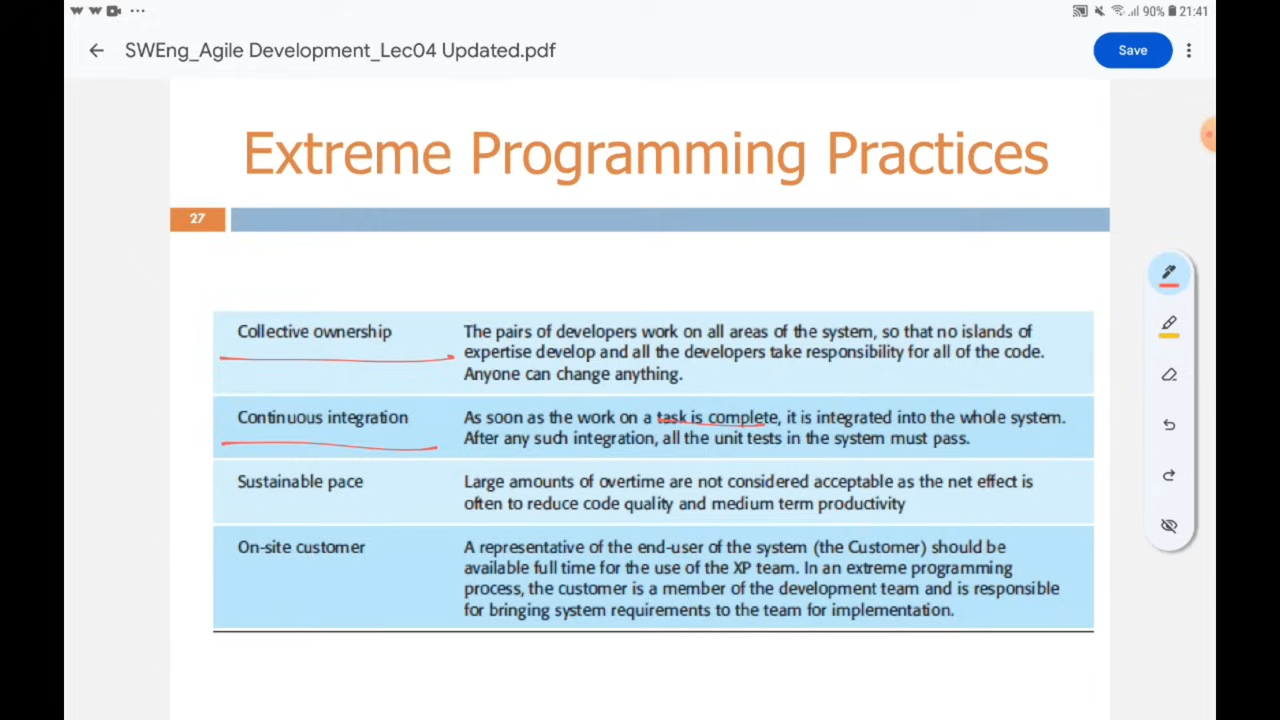 90% 21:41
SWEng_Agile Development_Lec04 Updated.pdf
Save
Extreme Programming Practices
27
Collective ownership
The pairs of developers work on all areas of the system, so that no islands of
expertise develop and all the developers take responsibility for all of the code.
Anyone can change anything.
Continuous integration
As soon as the work on a task is complete, it is integrated into the whole system.
After any such integration, all the unit tests in the system must pass.
Sustainable pace
Large amounts of overtime are not considered acceptable as the net effect is
often to reduce code quality and medium term productivity
On-site customer
A representative of the end-user of the system (the Customer) should be
available full time for the use of the XP team. In an extreme programming
process, the customer is a member of the development team and is responsible
for bringing system requirements to the team for implementation.